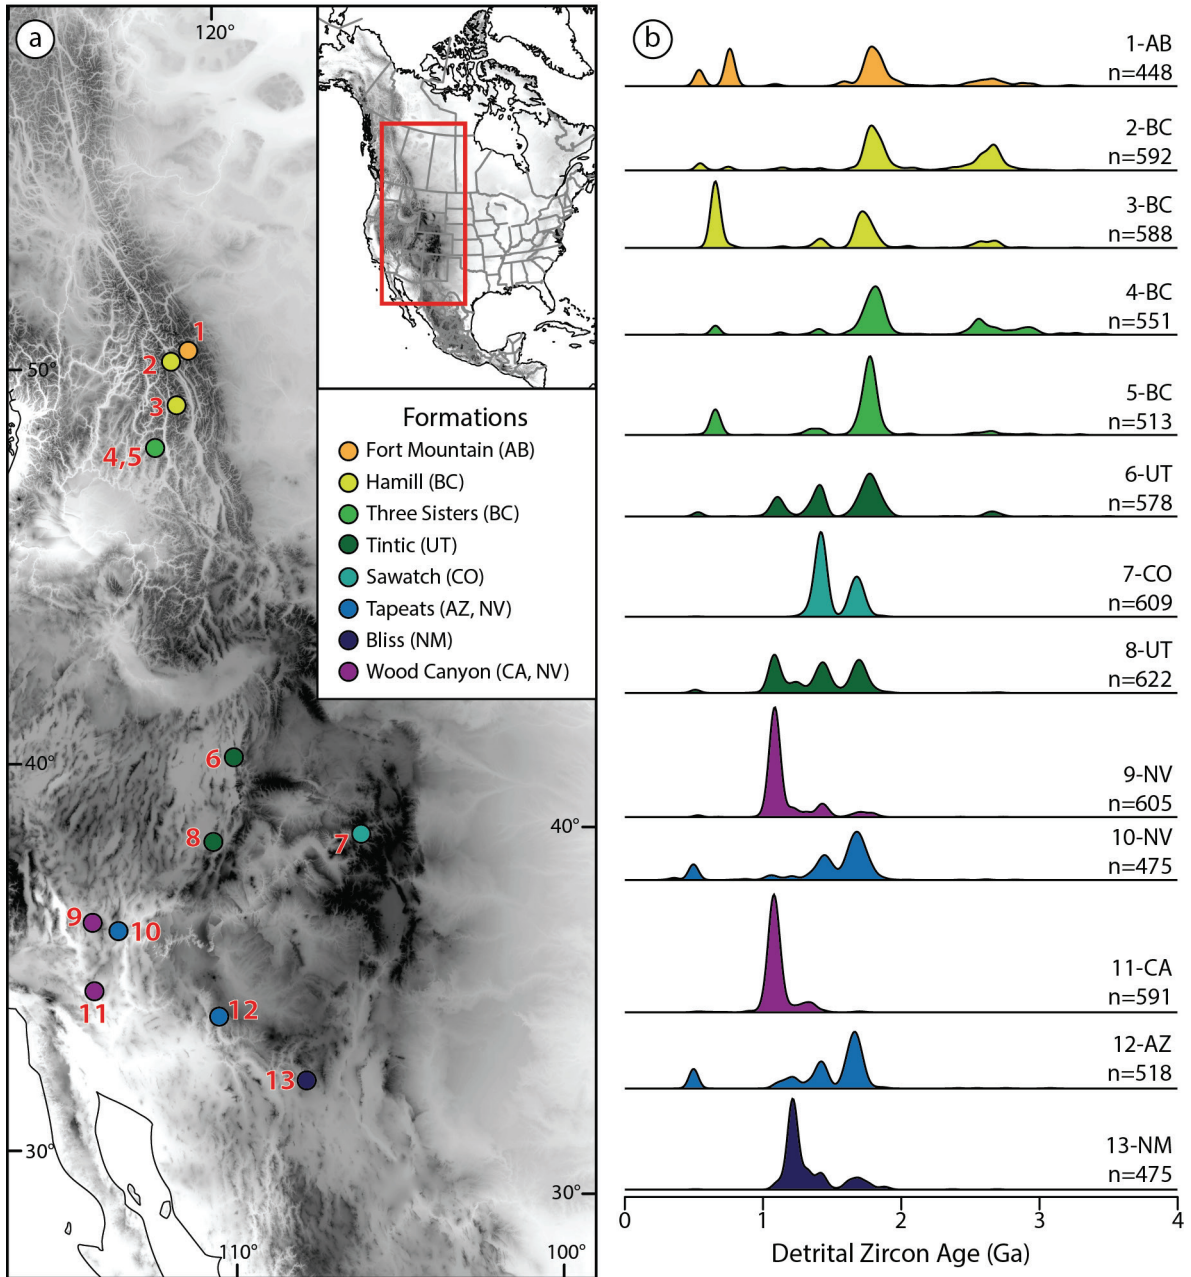 a
120°
50°
40°
30°
40°
30°
110°
100°
1
2
3
4,5
6
7
8
9
10
11
12
13
Formations
Fort Mountain (AB)
Hamill (BC)
Three Sisters (BC)
Tintic (UT)
Sawatch (CO)
Tapeats (AZ, NV)
Bliss (NM)
Wood Canyon (CA, NV)
b
1-AB
n=448
2-BC
n=592
3-BC
n=588
4-BC
n=551
5-BC
n=513
6-UT
n=578
7-CO
n=609
8-UT
n=622
9-NV
n=605
10-NV
n=475
11-CA
n=591
12-AZ
n=518
13-NM
n=475
0 1 2 3 4
Detrital Zircon Age (Ga)